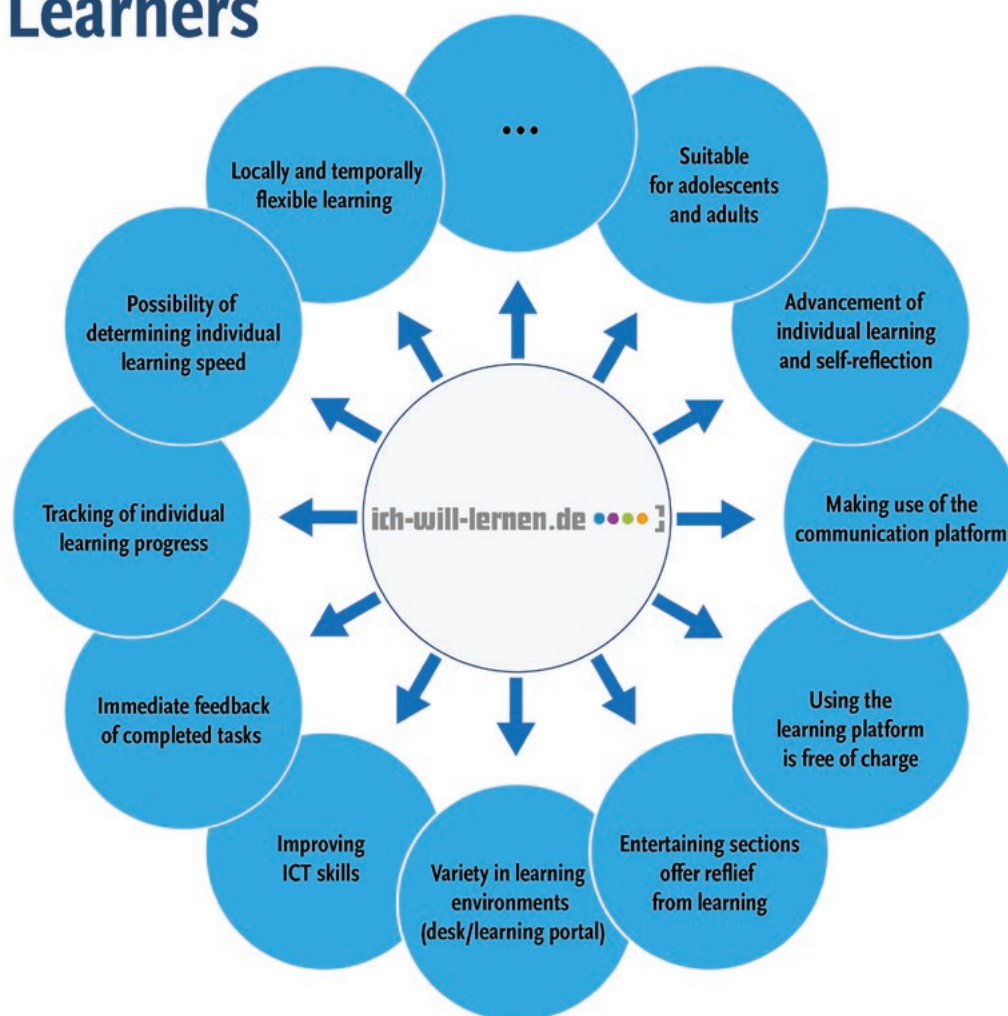 Learners
...
Suitable
for adolescents
and adults
Advancement of
individual learning
and self-reflection
Making use of the
communication platform
Using the
learning platform
is free of charge
Entertaining sections
offer reflief
from learning
Variety in learning
environments
(desk/learning portal)
Improving
ICT skills
Immediate feedback
of completed tasks
Tracking of individual
learning progress
Possibility of
determining individual
learning speed
Locally and temporally
flexible learning
ich-will-lernen.de ••••]